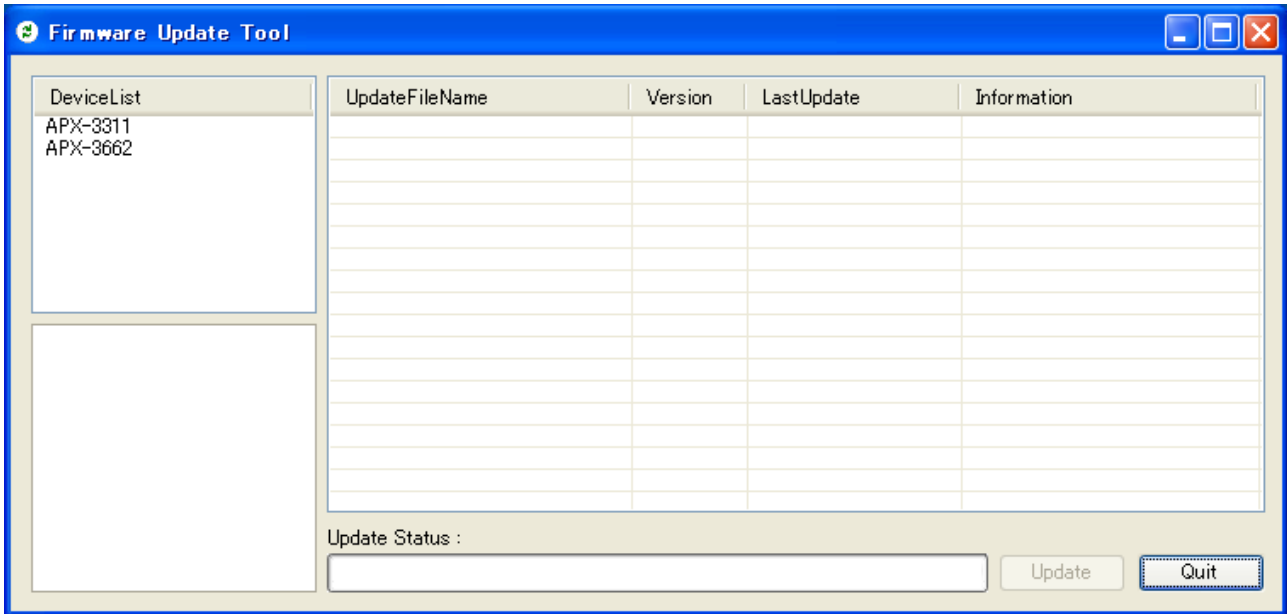 Firmware Update Tool
DeviceList
APX-3311
APX-3662
UpdateFileName Version LastUpdate Information
Update Status :
Update Quit